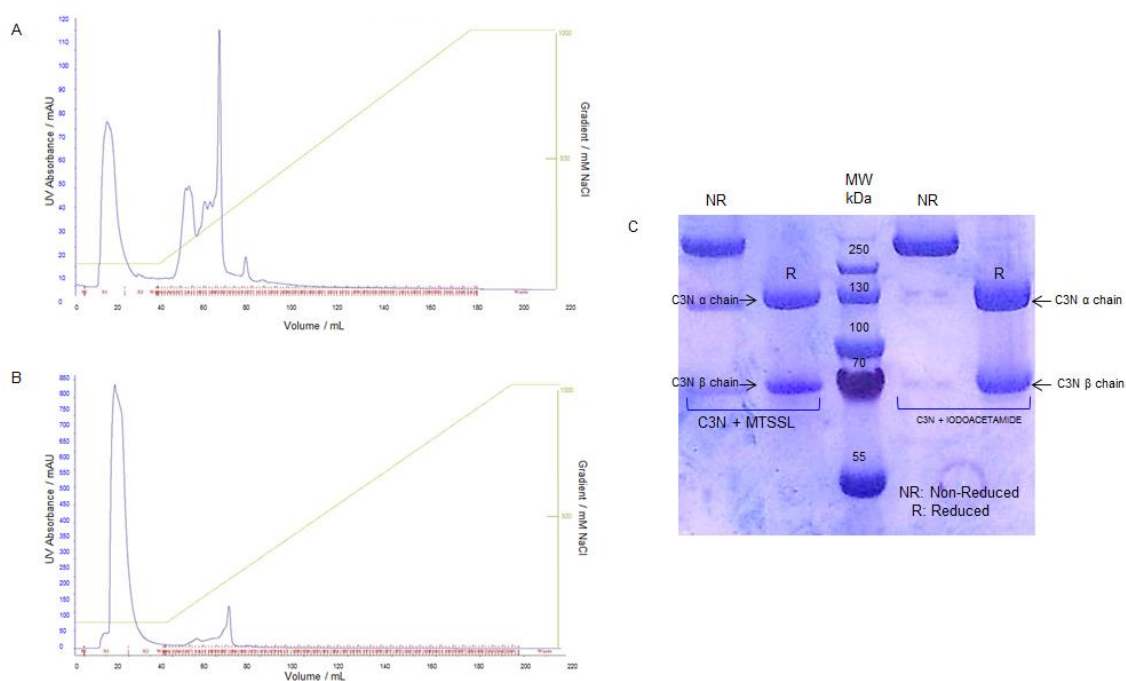 A
120
110
100
90
80
70
60
50
40
30
20
10
0
UV Absorbance / mAU
1000
500
Gradient / mM NaCl
0 20 40 60 80 100 120 140 160 180 200 220
Volume / mL
B
850
800
750
700
650
600
550
500
450
400
350
300
250
200
150
100
50
0
UV Absorbance / mAU
1000
500
Gradient / mM NaCl
0 20 40 60 80 100 120 140 160 180 200 220
Volume / mL
C
NR
MW
kDa
NR
R
R
250
130
100
70
55
C3N α chain
C3N β chain
C3N α chain
C3N β chain
C3N + MTSSL
C3N + IODOACETAMIDE
NR: Non-Reduced
R: Reduced